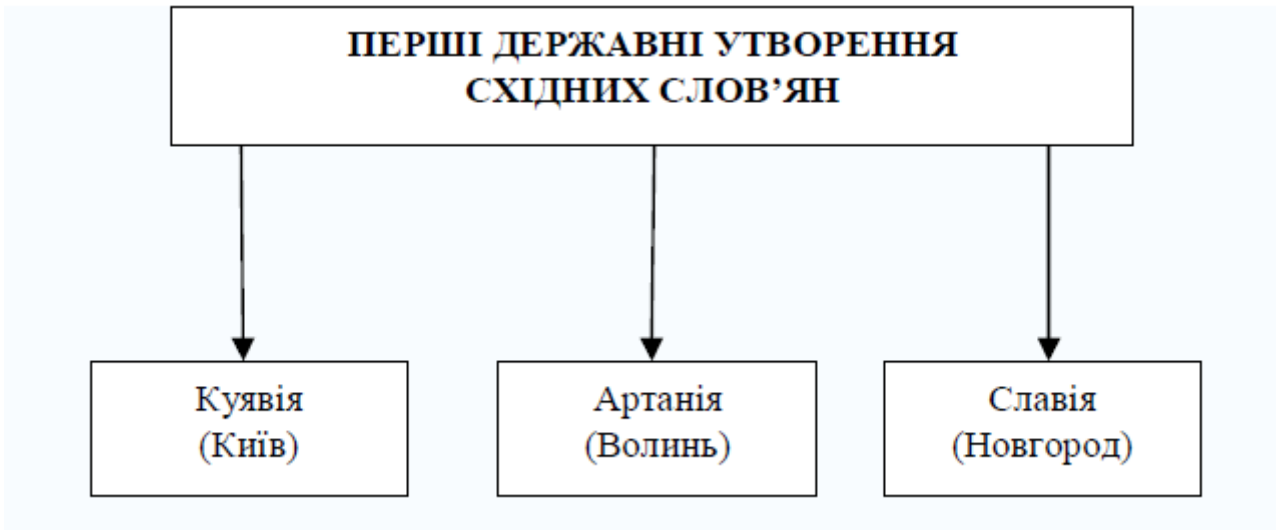 ПЕРШІ ДЕРЖАВНІ УТВОРЕННЯ
СХІДНИХ СЛОВ’ЯН
Куявія
(Київ)
Артанія
(Волинь)
Славія
(Новгород)